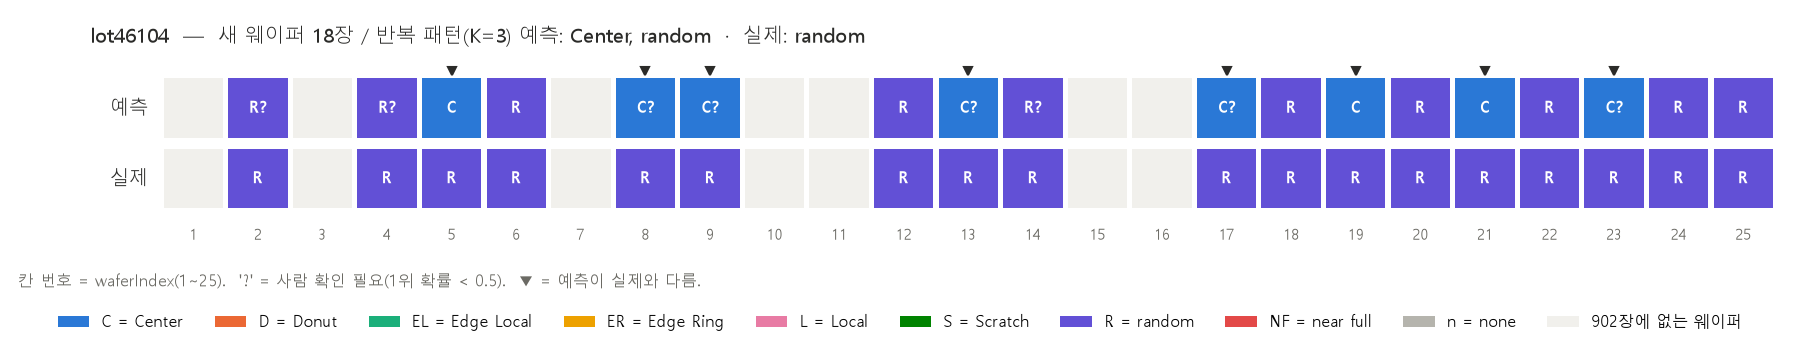 lot46104 — 새 웨이퍼 18장 / 반복 패턴(K=3) 예측: Center, random · 실제: random
▼ ▼ ▼ ▼ ▼ ▼ ▼ ▼
예측 R? R? C R C? C? R C? R? C? R C R C R C? R R
실제 R R R R R R R R R R R R R R R R R R
1 2 3 4 5 6 7 8 9 10 11 12 13 14 15 16 17 18 19 20 21 22 23 24 25
칸 번호 = waferIndex(1~25). '?' = 사람 확인 필요(1위 확률 < 0.5). ▼ = 예측이 실제와 다름.
C = Center D = Donut EL = Edge Local ER = Edge Ring L = Local S = Scratch R = random NF = near full n = none 902장에 없는 웨이퍼